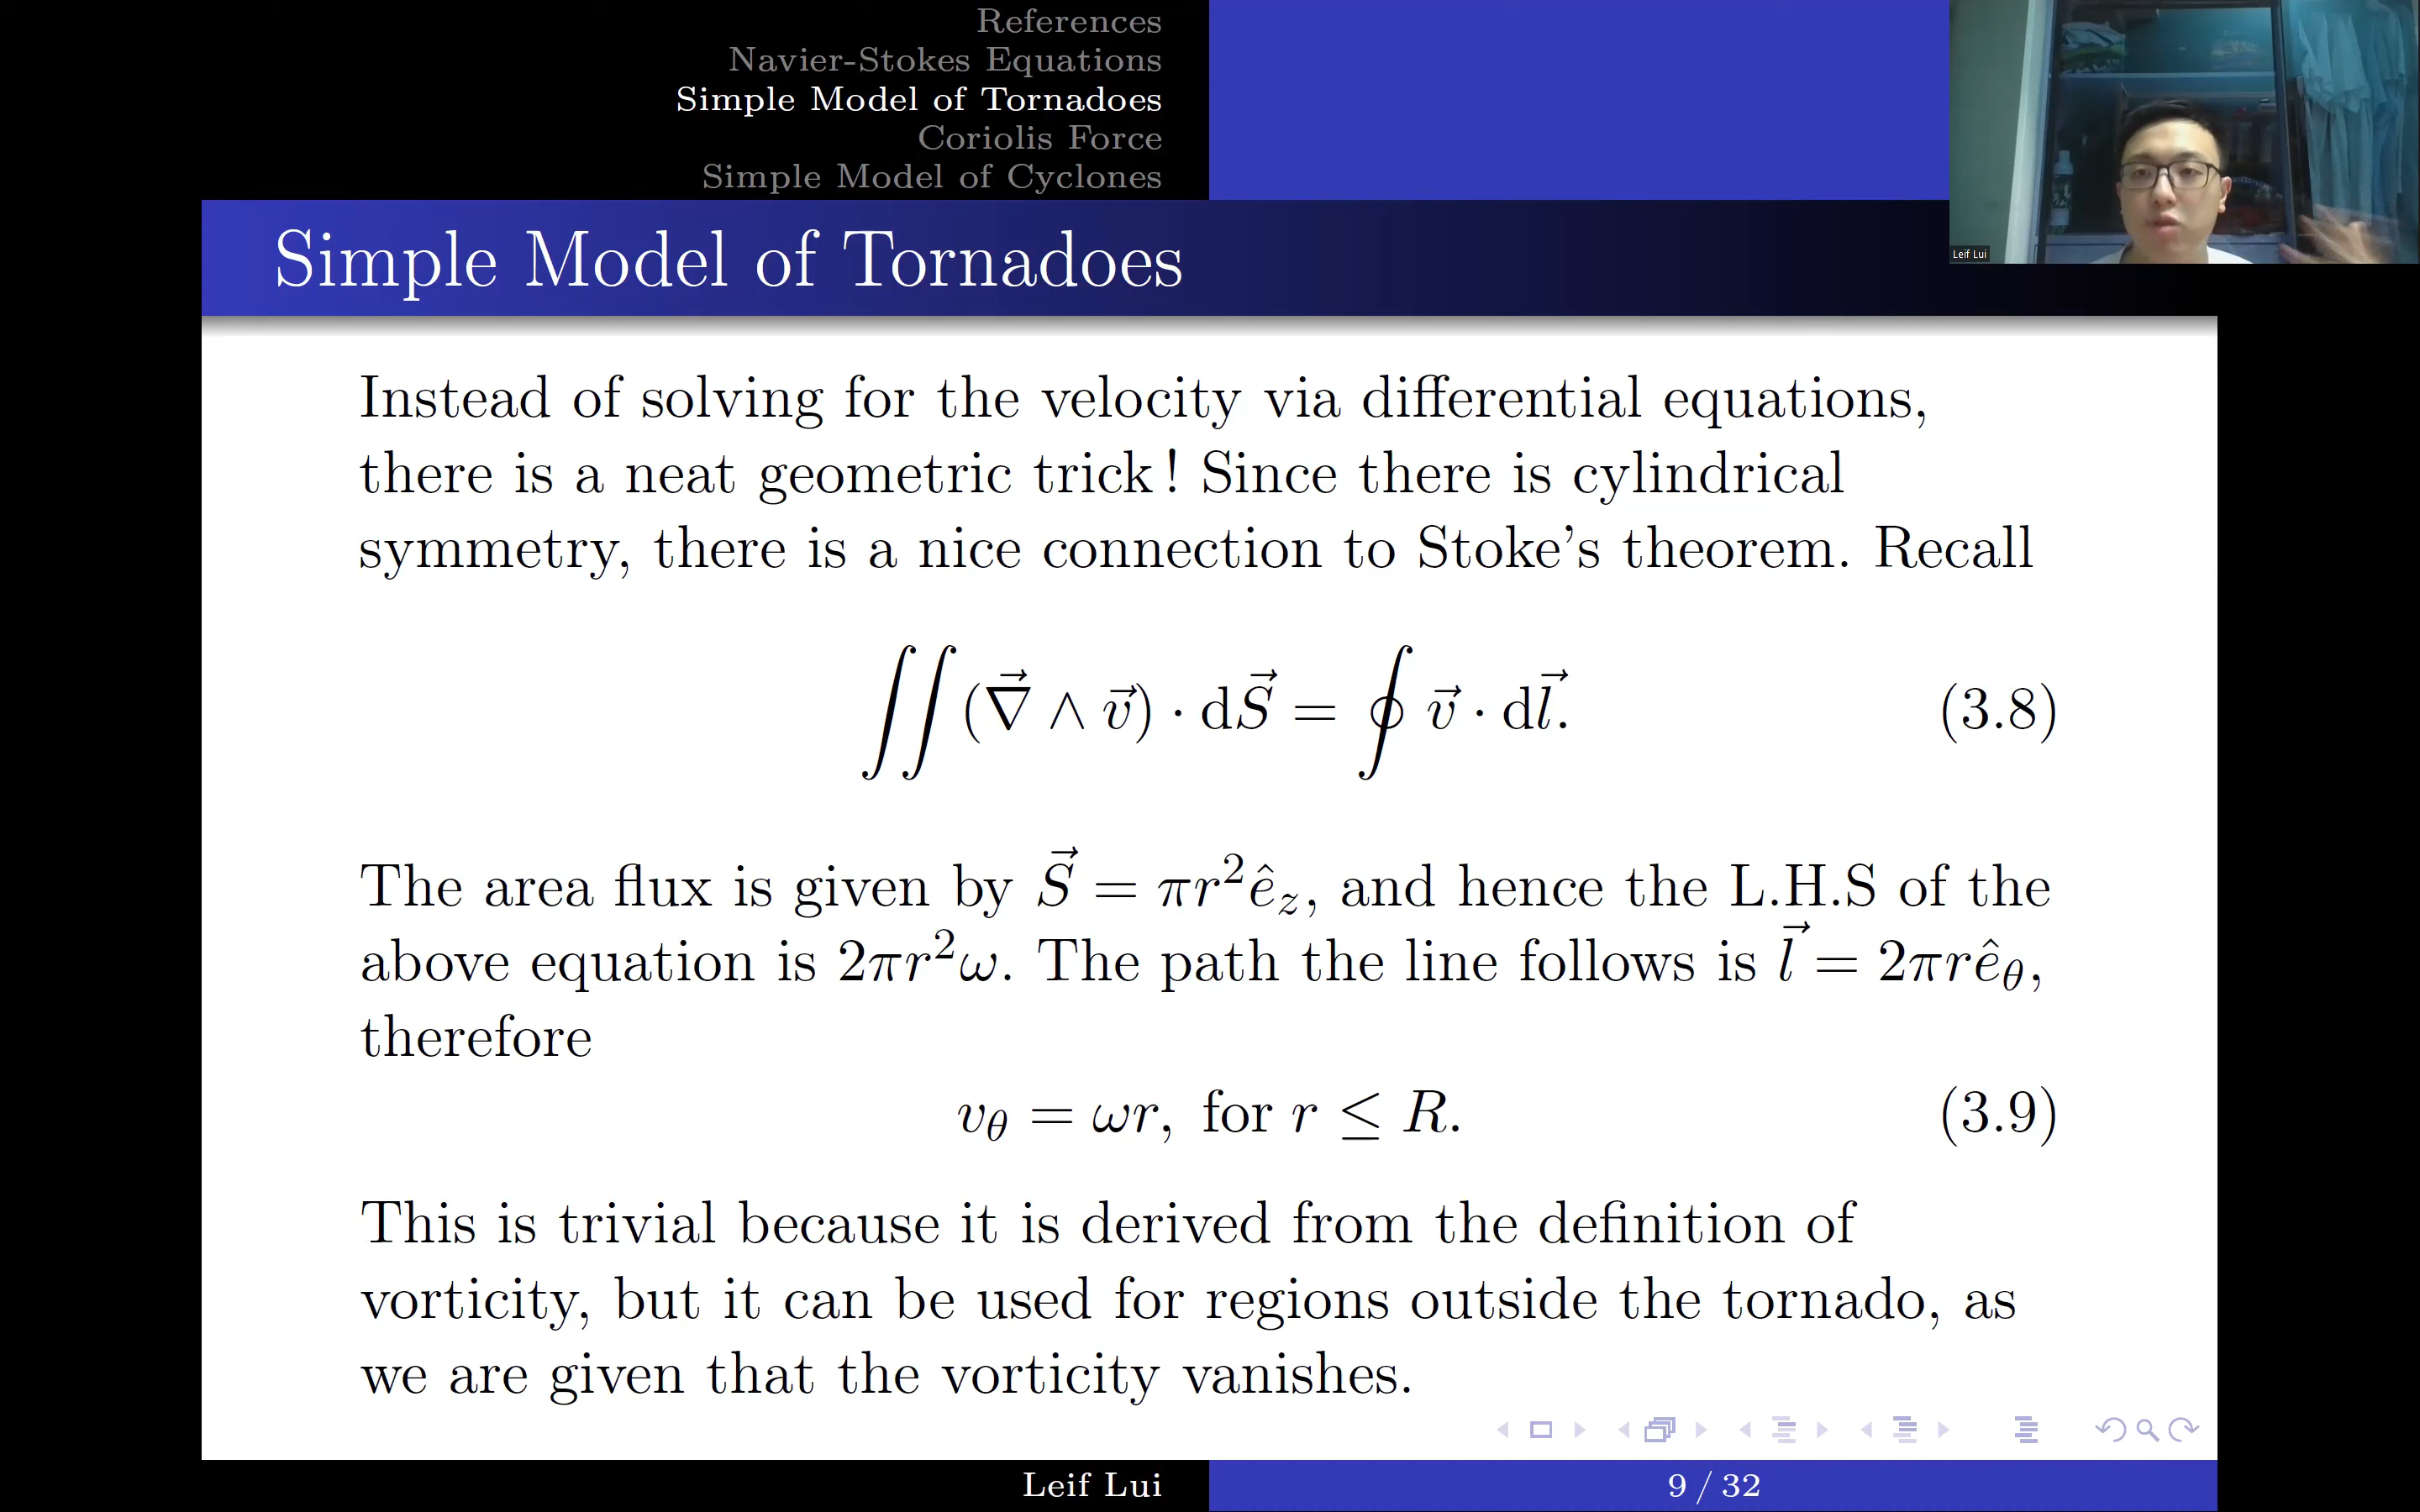 References
Navier-Stokes Equations
Simple Model of Tornadoes
Coriolis Force
Simple Model of Cyclones
Leif Lui
Simple Model of Tornadoes
Instead of solving for the velocity via differential equations,
there is a neat geometric trick! Since there is cylindrical
symmetry, there is a nice connection to Stoke's theorem. Recall
∬(∇⃗ ∧ v⃗) · dS⃗ = ∮ v⃗ · dl⃗. (3.8)
The area flux is given by S⃗ = πr²ê_z, and hence the L.H.S of the
above equation is 2πr²ω. The path the line follows is l⃗ = 2πrê_θ,
therefore
v_θ = ωr, for r ≤ R. (3.9)
This is trivial because it is derived from the definition of
vorticity, but it can be used for regions outside the tornado, as
we are given that the vorticity vanishes.
Leif Lui 9 / 32